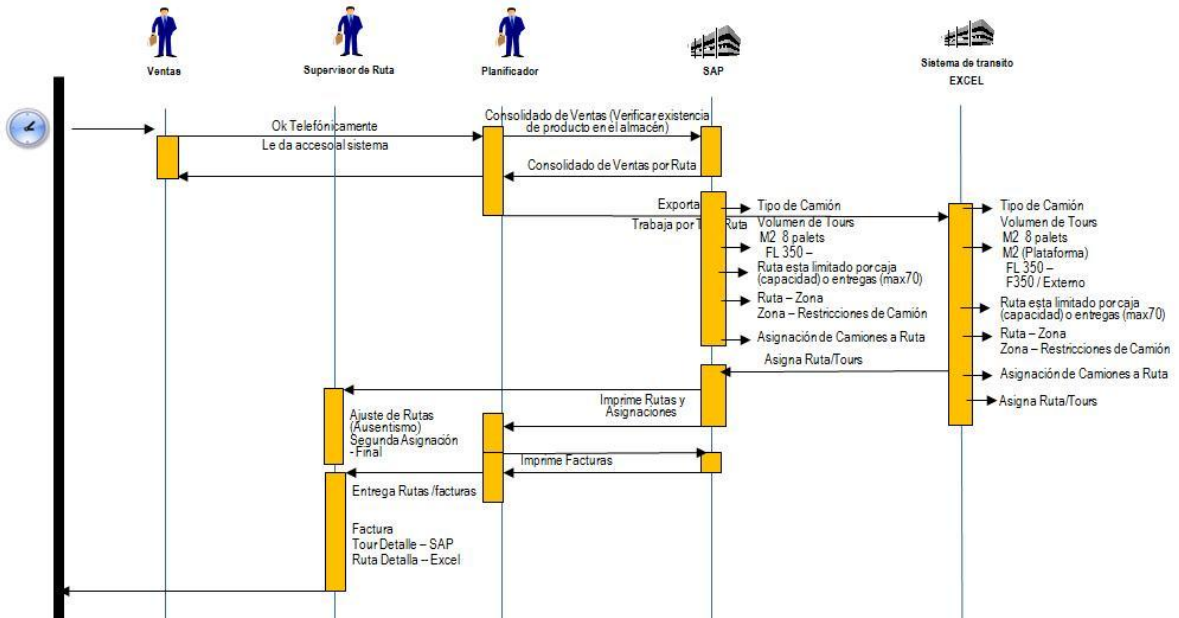 Ventas
Supervisor de Ruta
Planificador
SAP
Sistema de transito
EXCEL
Ok Telefónicamente
Le da acceso al sistema
Consolidado de Ventas (Verificar existencia
de producto en el almacén)
Consolidado de Ventas por Ruta
Exporta
Trabaja por T
Ruta
Tipo de Camión
Volumen de Tours
M2 8 palets
FL 350 –
Ruta esta limitado por caja
(capacidad) o entregas (max70)
Ruta – Zona
Zona – Restricciones de Camión
Asignación de Camiones a Ruta
Tipo de Camión
Volumen de Tours
M2 8 palets
M2 (Plataforma)
FL 350 –
F350 / Externo
Ruta esta limitado por caja
(capacidad) o entregas (max70)
Ruta – Zona
Zona – Restricciones de Camión
Asignación de Camiones a Ruta
Asigna Ruta/Tours
Asigna Ruta/Tours
Imprime Rutas y
Asignaciones
Ajuste de Rutas
(Ausentismo)
Segunda Asignación
- Final
Imprime Facturas
Entrega Rutas /facturas
Factura
Tour Detalle – SAP
Ruta Detalla – Excel